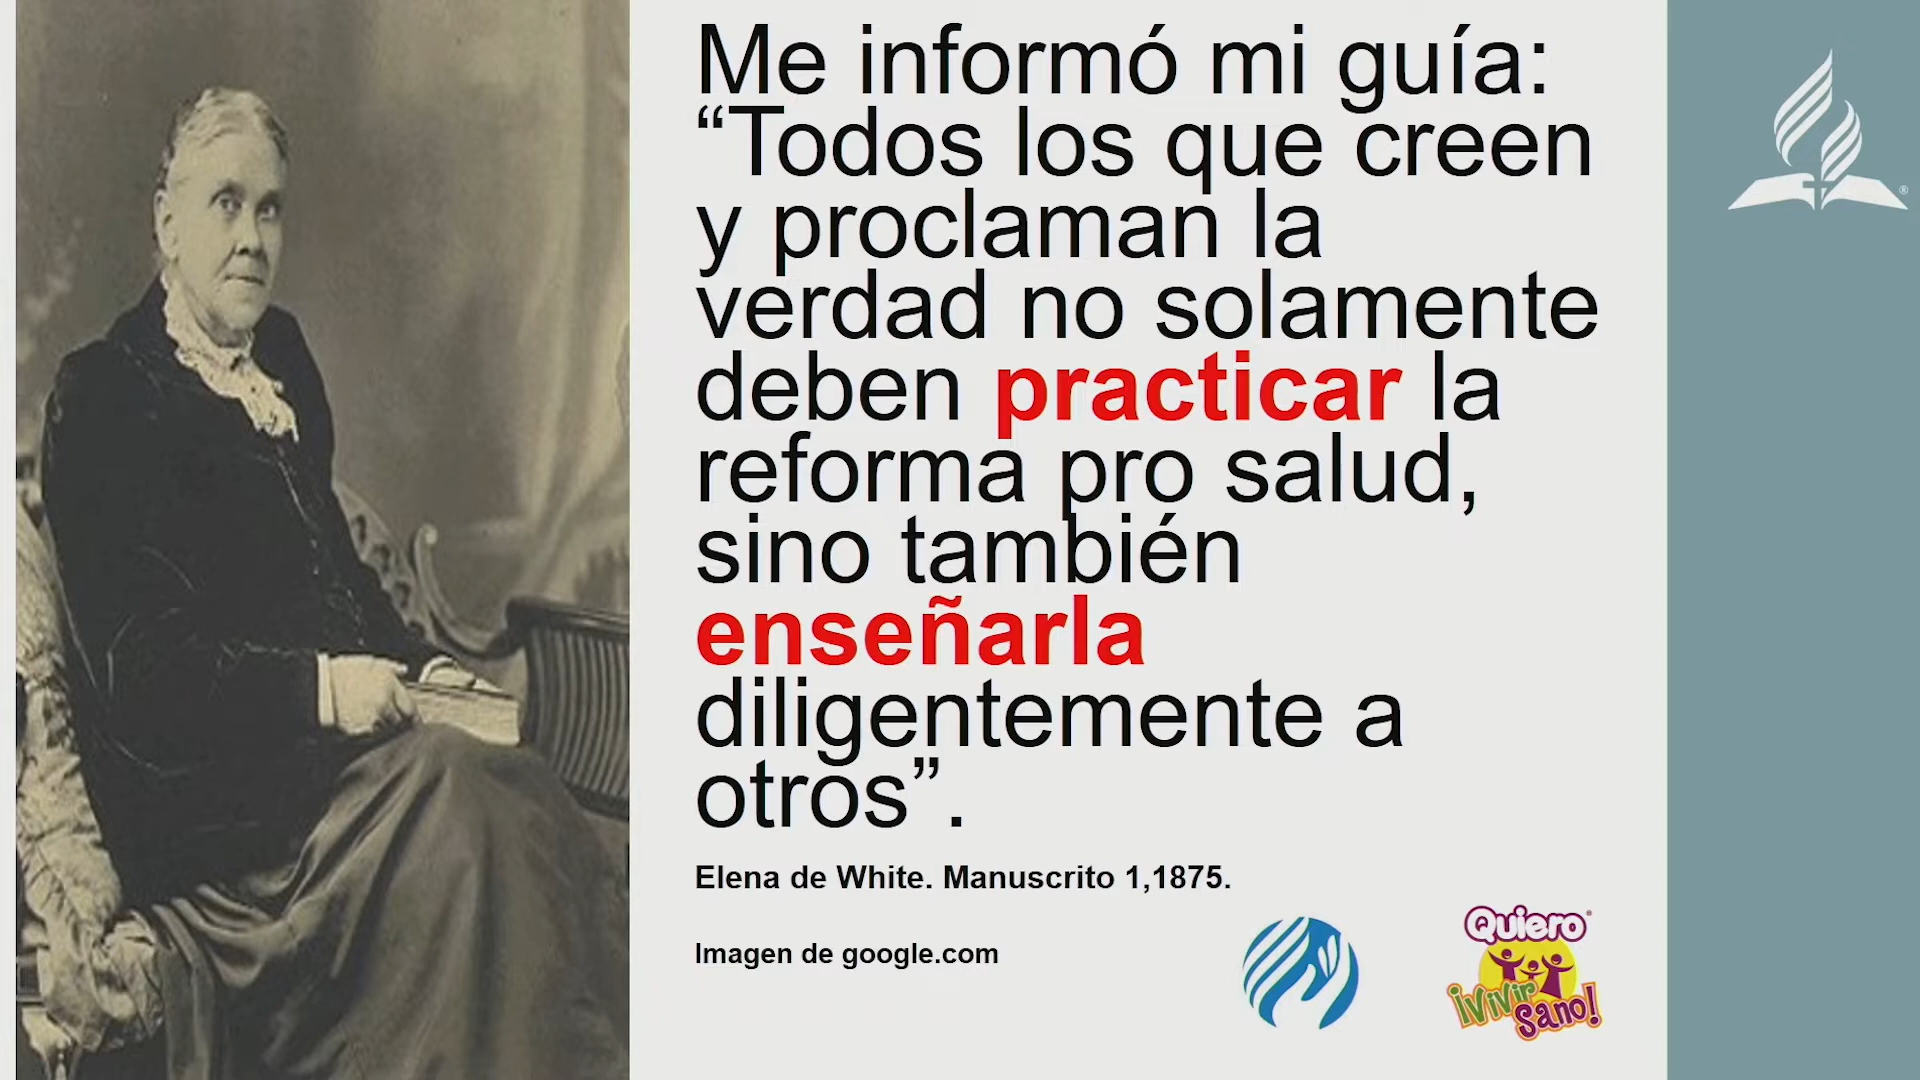 Me informó mi guía:
“Todos los que creen
y proclaman la
verdad no solamente
deben practicar la
reforma pro salud,
sino también
enseñarla
diligentemente a
otros”.
Elena de White. Manuscrito 1,1875.
Imagen de google.com
Quiero
¡Vivir
Sano!
®